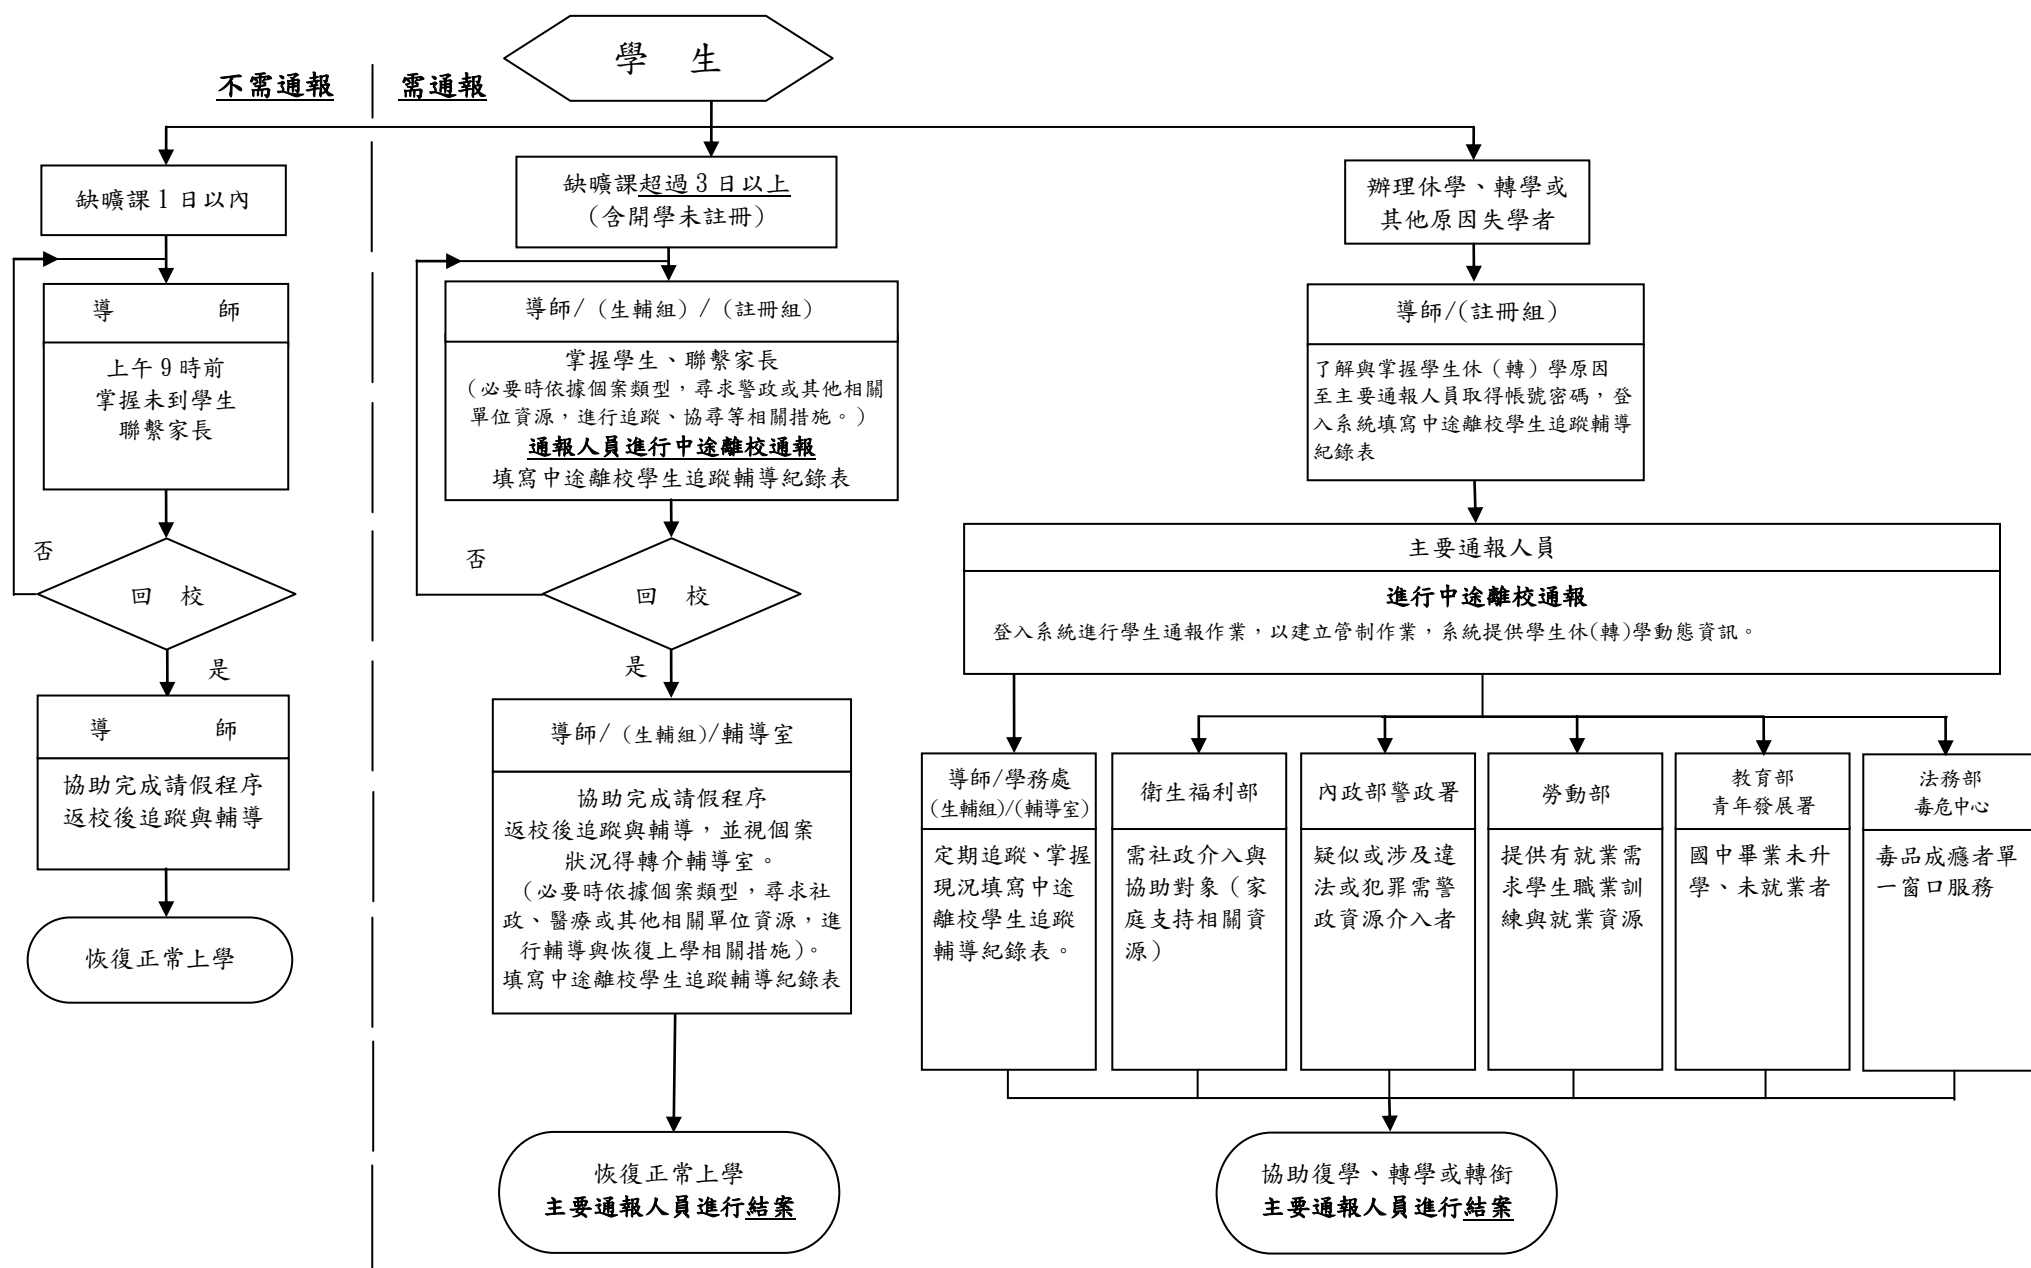 學 生
不需通報
需通報
缺曠課1日以內
導 師
上午9時前
掌握未到學生
聯繫家長
否
回 校
是
導 師
協助完成請假程序
返校後追蹤與輔導
恢復正常上學
缺曠課超過3日以上
(含開學未註冊)
導師/（生輔組）/（註冊組）
掌握學生、聯繫家長
（必要時依據個案類型，尋求警政或其他相關
單位資源，進行追蹤、協尋等相關措施。）
通報人員進行中途離校通報
填寫中途離校學生追蹤輔導紀錄表
否
回 校
是
導師/（生輔組)/輔導室
協助完成請假程序
返校後追蹤與輔導，並視個案
狀況得轉介輔導室。
（必要時依據個案類型，尋求社
政、醫療或其他相關單位資源，進
行輔導與恢復上學相關措施)。
填寫中途離校學生追蹤輔導紀錄表
恢復正常上學
主要通報人員進行結案
辦理休學、轉學或
其他原因失學者
導師/(註冊組)
了解與掌握學生休（轉）學原因
至主要通報人員取得帳號密碼，登
入系統填寫中途離校學生追蹤輔導
紀錄表
主要通報人員
進行中途離校通報
登入系統進行學生通報作業，以建立管制作業，系統提供學生休(轉)學動態資訊。
導師/學務處
(生輔組)/(輔導室)
定期追蹤、掌握
現況填寫中途
離校學生追蹤
輔導紀錄表。
衛生福利部
需社政介入與
協助對象（家
庭支持相關資
源）
內政部警政署
疑似或涉及違
法或犯罪需警
政資源介入者
勞動部
提供有就業需
求學生職業訓
練與就業資源
教育部
青年發展署
國中畢業未升
學、未就業者
法務部
毒危中心
毒品成癮者單
一窗口服務
協助復學、轉學或轉銜
主要通報人員進行結案